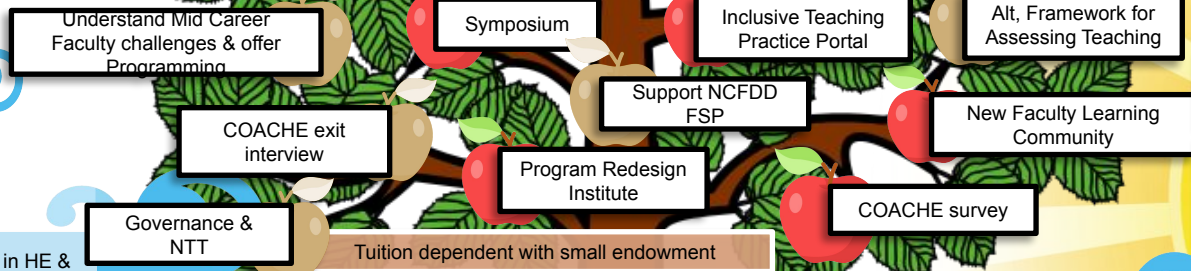 Understand Mid Career
Faculty challenges & offer
Programming
Symposium
Inclusive Teaching
Practice Portal
Alt, Framework for
Assessing Teaching
Support NCFDD
FSP
New Faculty Learning
Community
COACHE exit
interview
Program Redesign
Institute
COACHE survey
Governance &
NTT
Tuition dependent with small endowment
in HE &